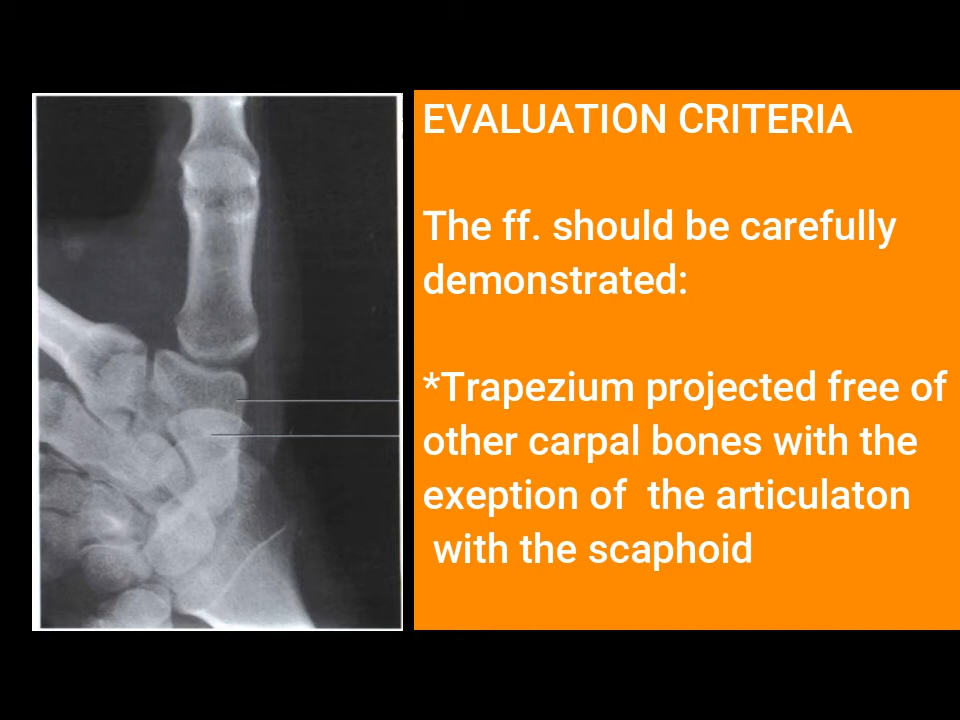 EVALUATION CRITERIA
The ff. should be carefully
demonstrated:
*Trapezium projected free of
other carpal bones with the
exeption of  the articulaton
with the scaphoid